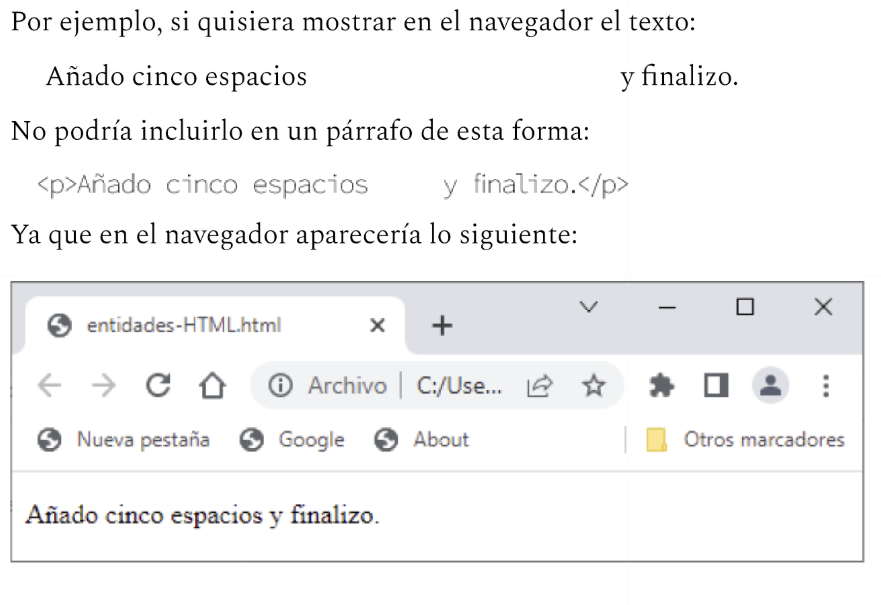 Por ejemplo, si quisiera mostrar en el navegador el texto:
Añado cinco espacios                    y finalizo.
No podría incluirlo en un párrafo de esta forma:
<p>Añado cinco espacios     y finalizo.</p>
Ya que en el navegador aparecería lo siguiente:
entidades-HTML.html
Archivo | C:/Use...
Nueva pestaña Google About Otros marcadores
Añado cinco espacios y finalizo.